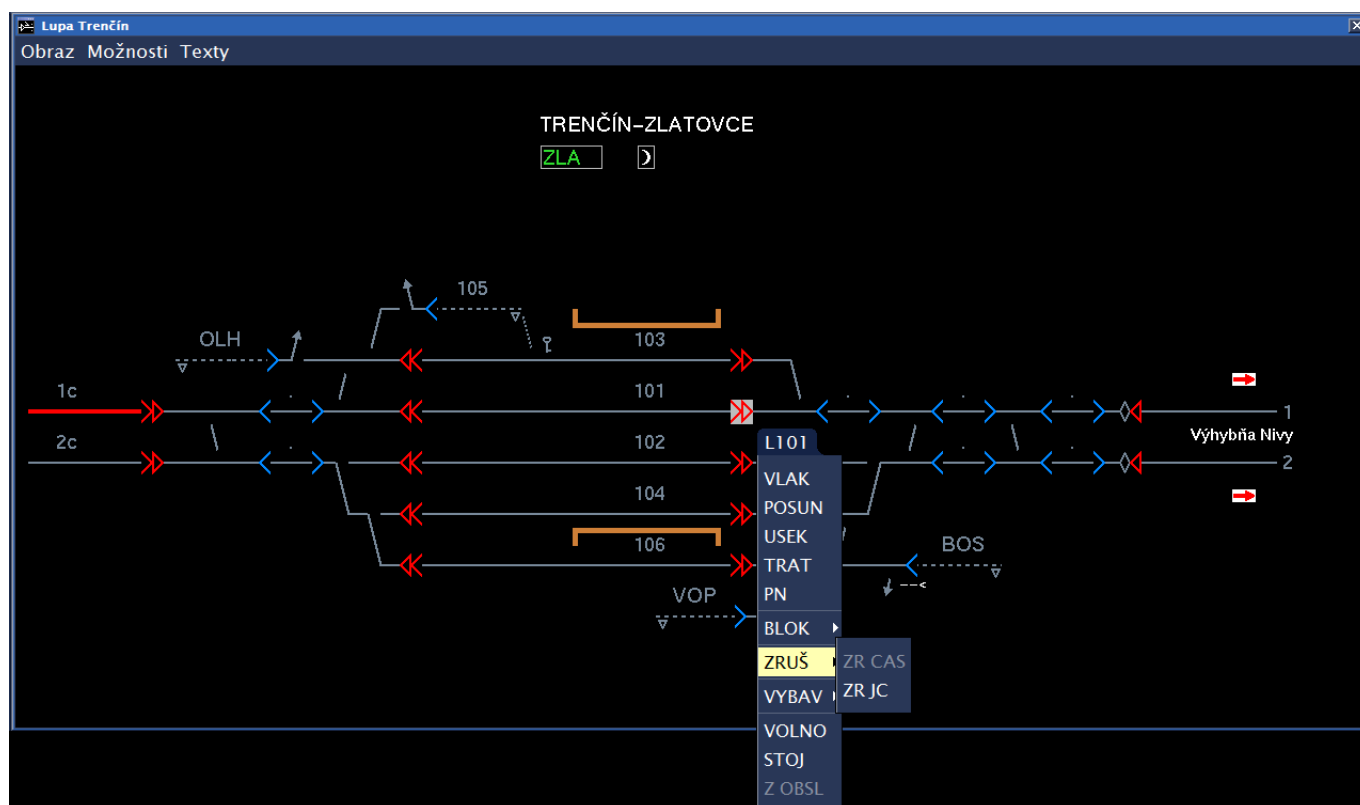 Lupa Trenčín
Obraz Možnosti Texty
TRENČÍN-ZLATOVCE
ZLA
105
OLH
103
1c
101
1
Výhybňa Nivy
2c
102
2
104
106
BOS
VOP
L101
VLAK
POSUN
USEK
TRAT
PN
BLOK
ZRUŠ
ZR CAS
ZR JC
VYBAV
VOLNO
STOJ
Z OBSL